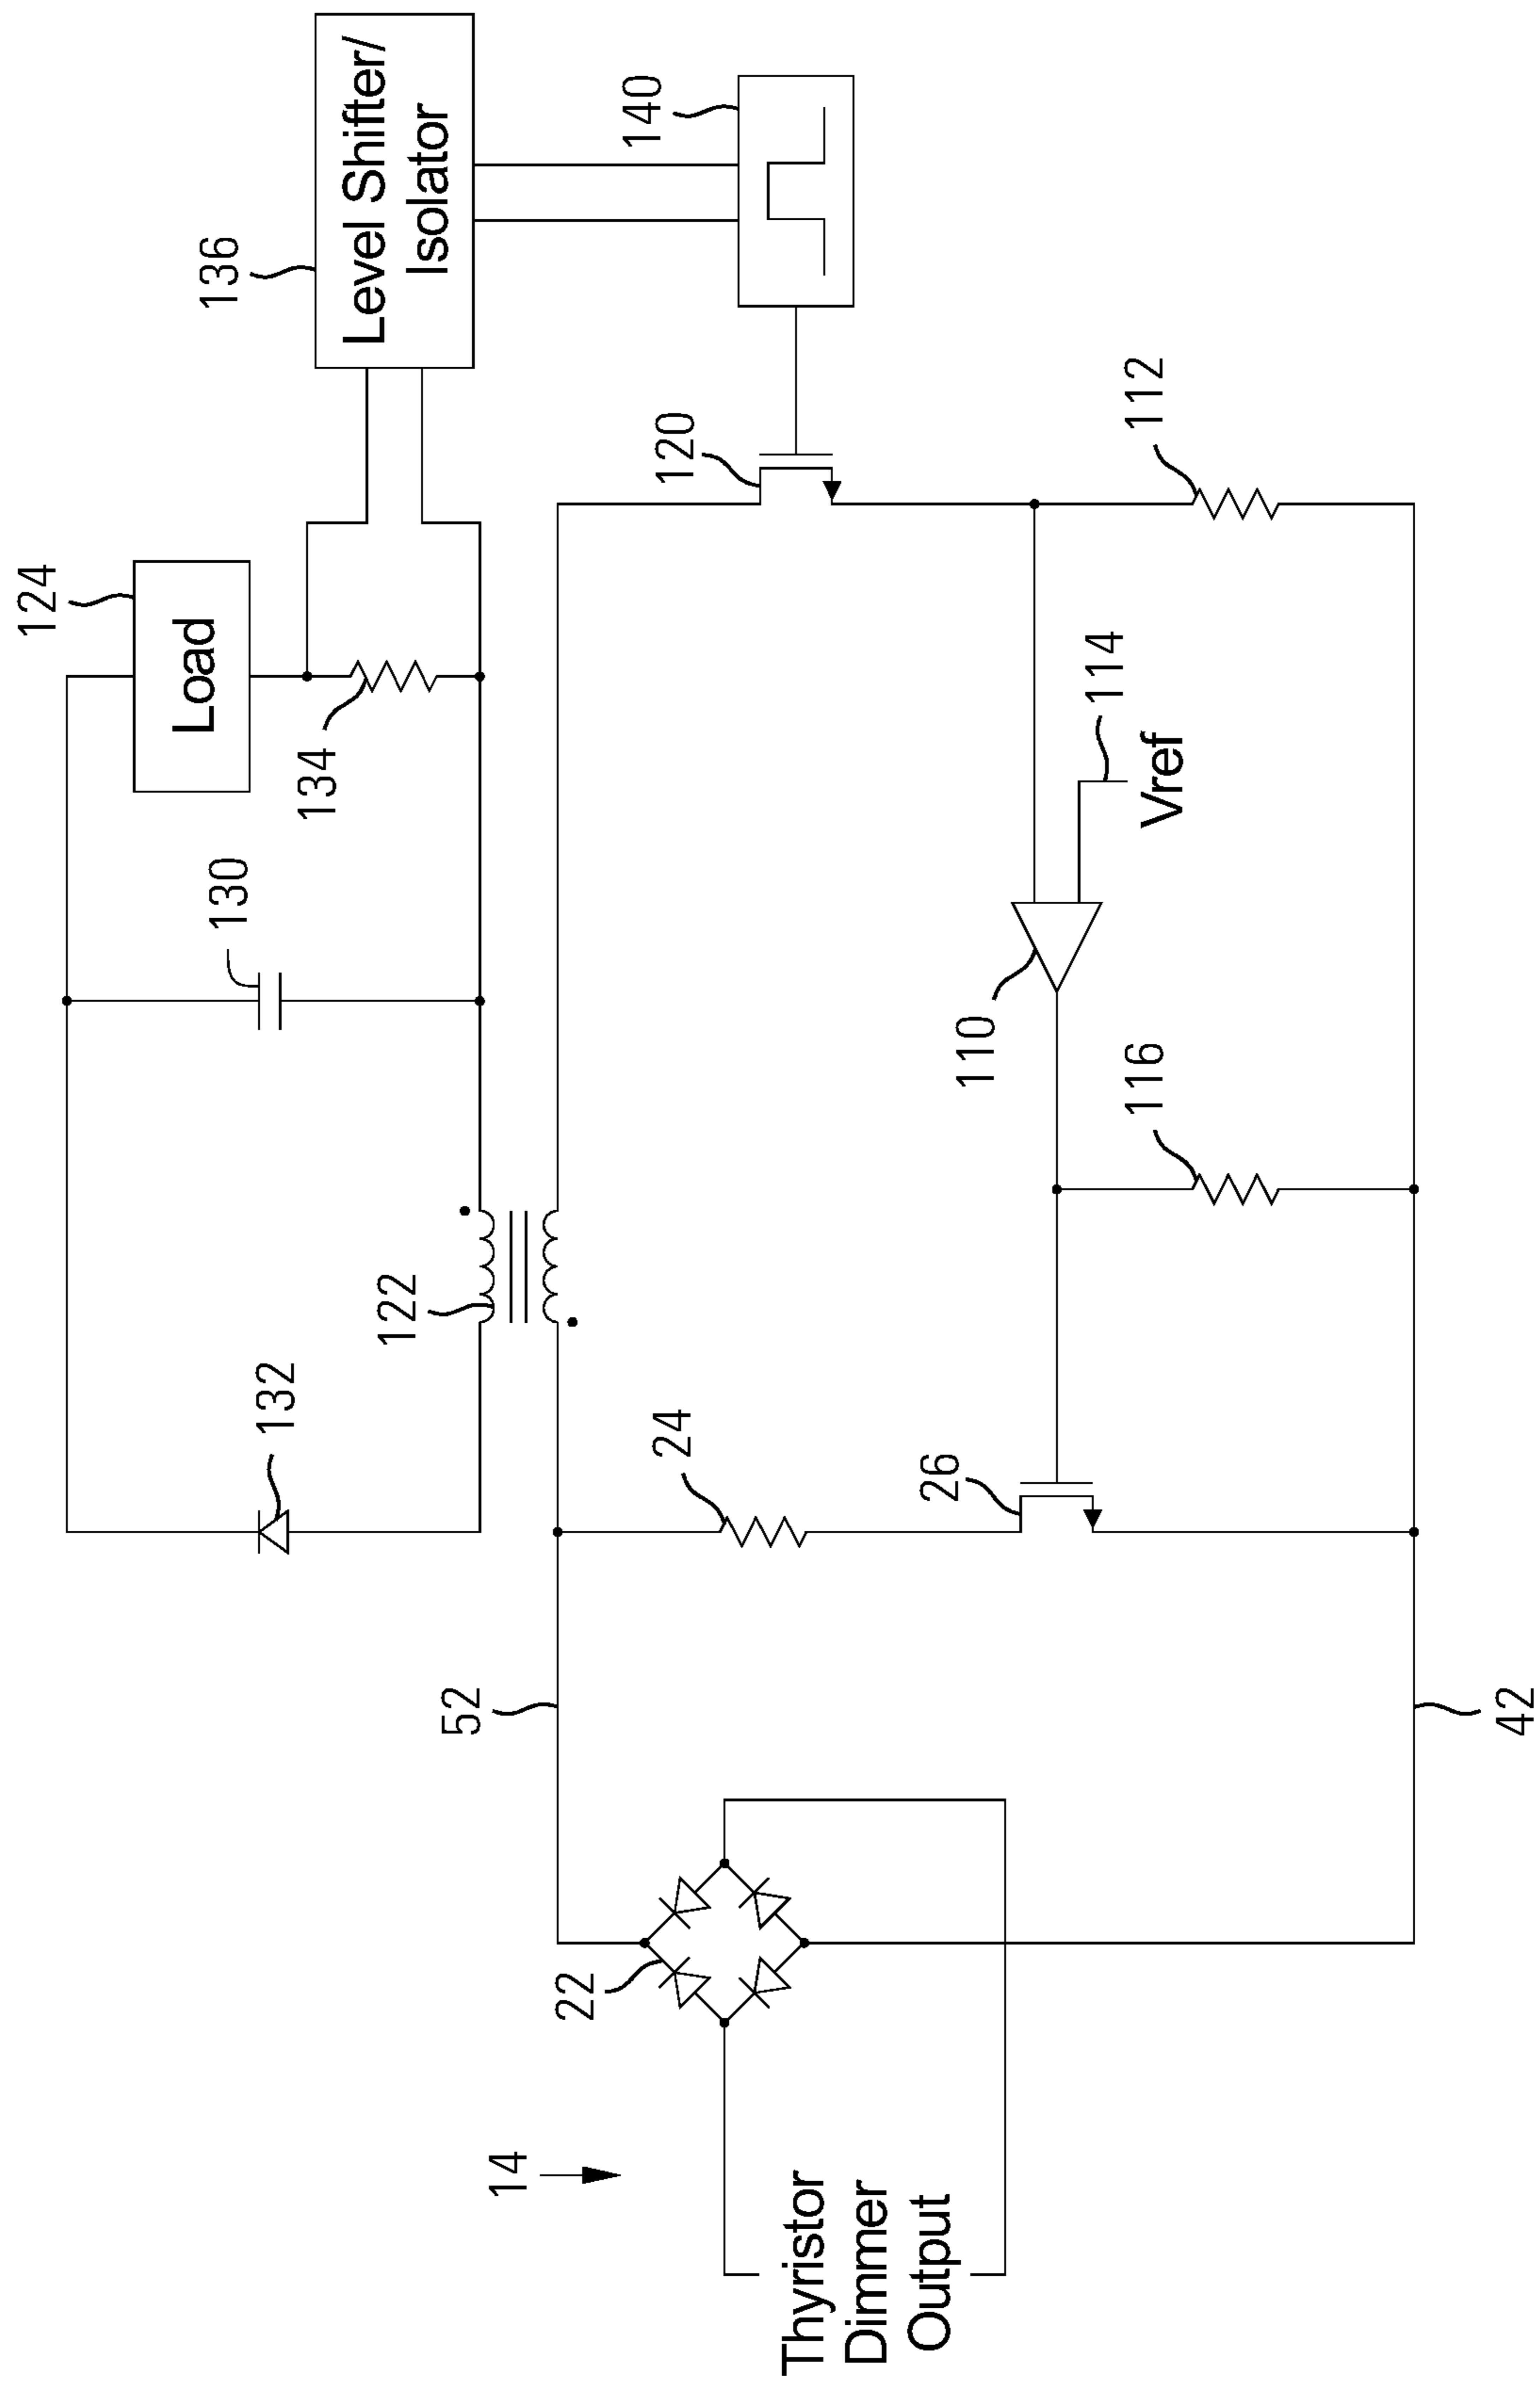 14
Thyristor
Dimmer
Output
22
52
42
132
122
24
26
130
116
110
124
Load
134
114
Vref
136
Level Shifter/
Isolator
120
140
112